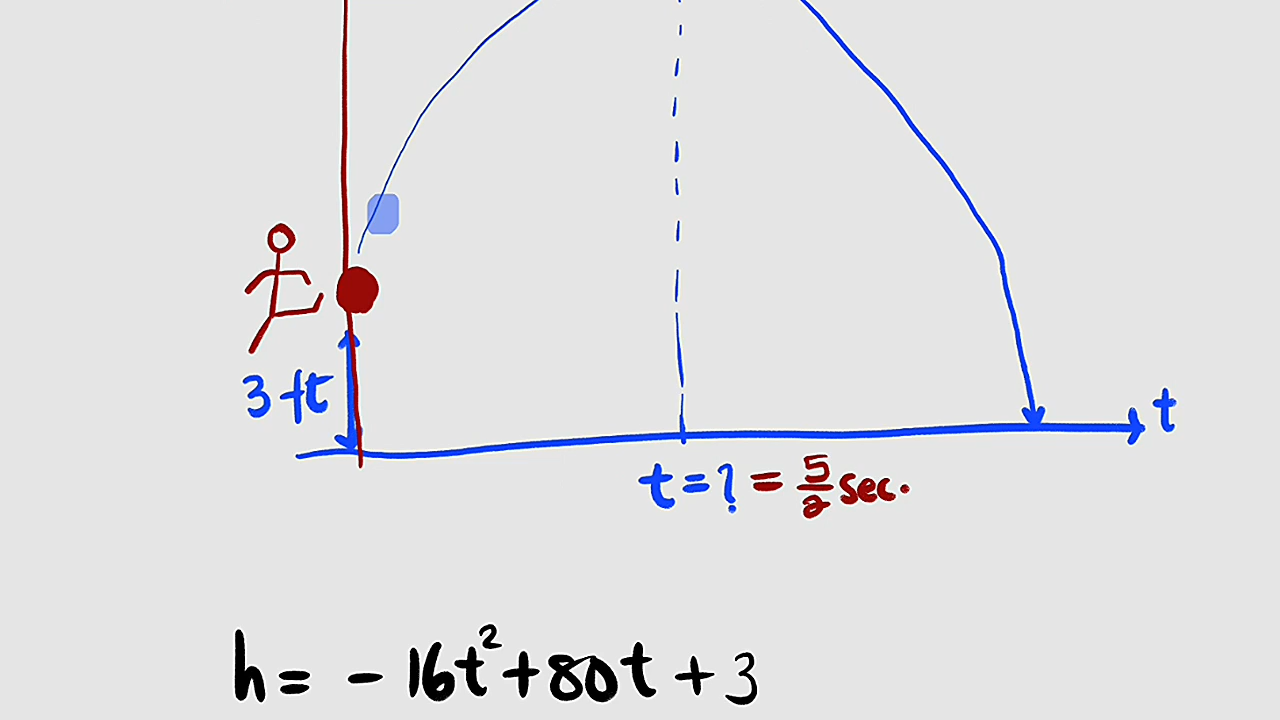 3 ft
t
t = ? = 5/2 sec.
h = - 16t² + 80t + 3